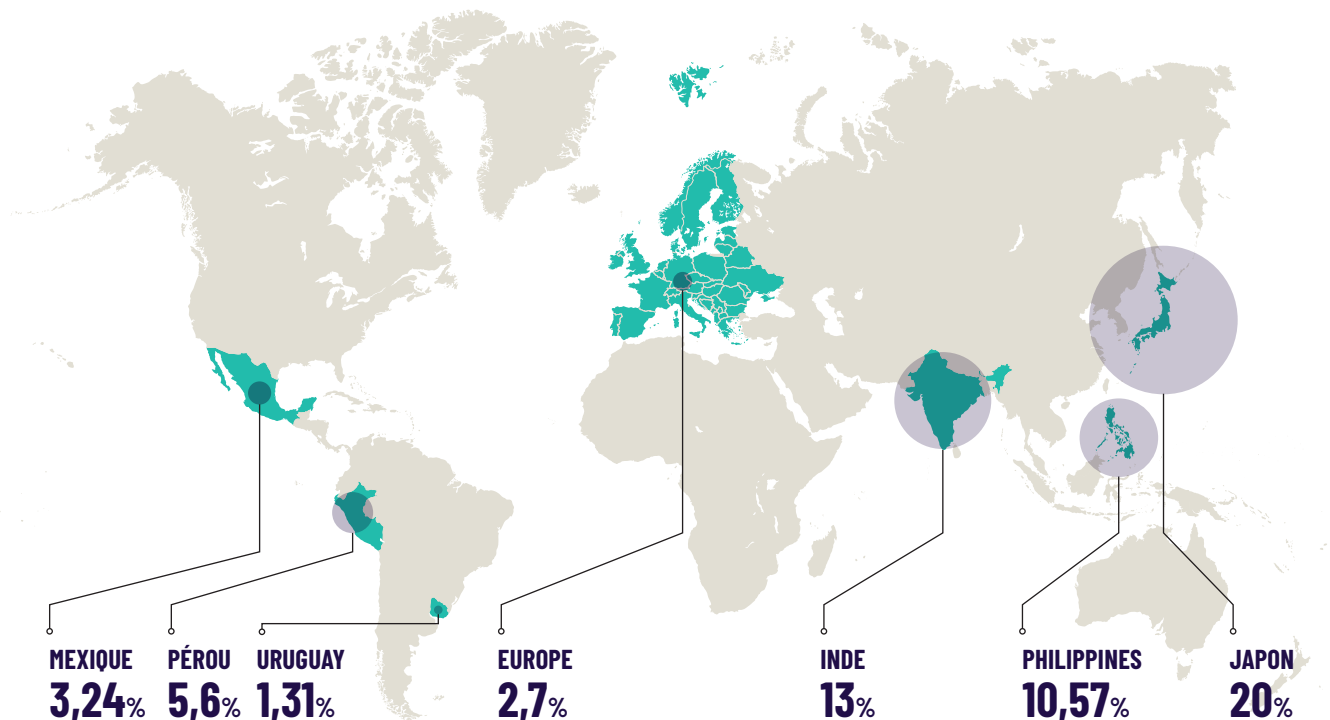 MEXIQUE
3,24%
PÉROU
5,6%
URUGUAY
1,31%
EUROPE
2,7%
INDE
13%
PHILIPPINES
10,57%
JAPON
20%